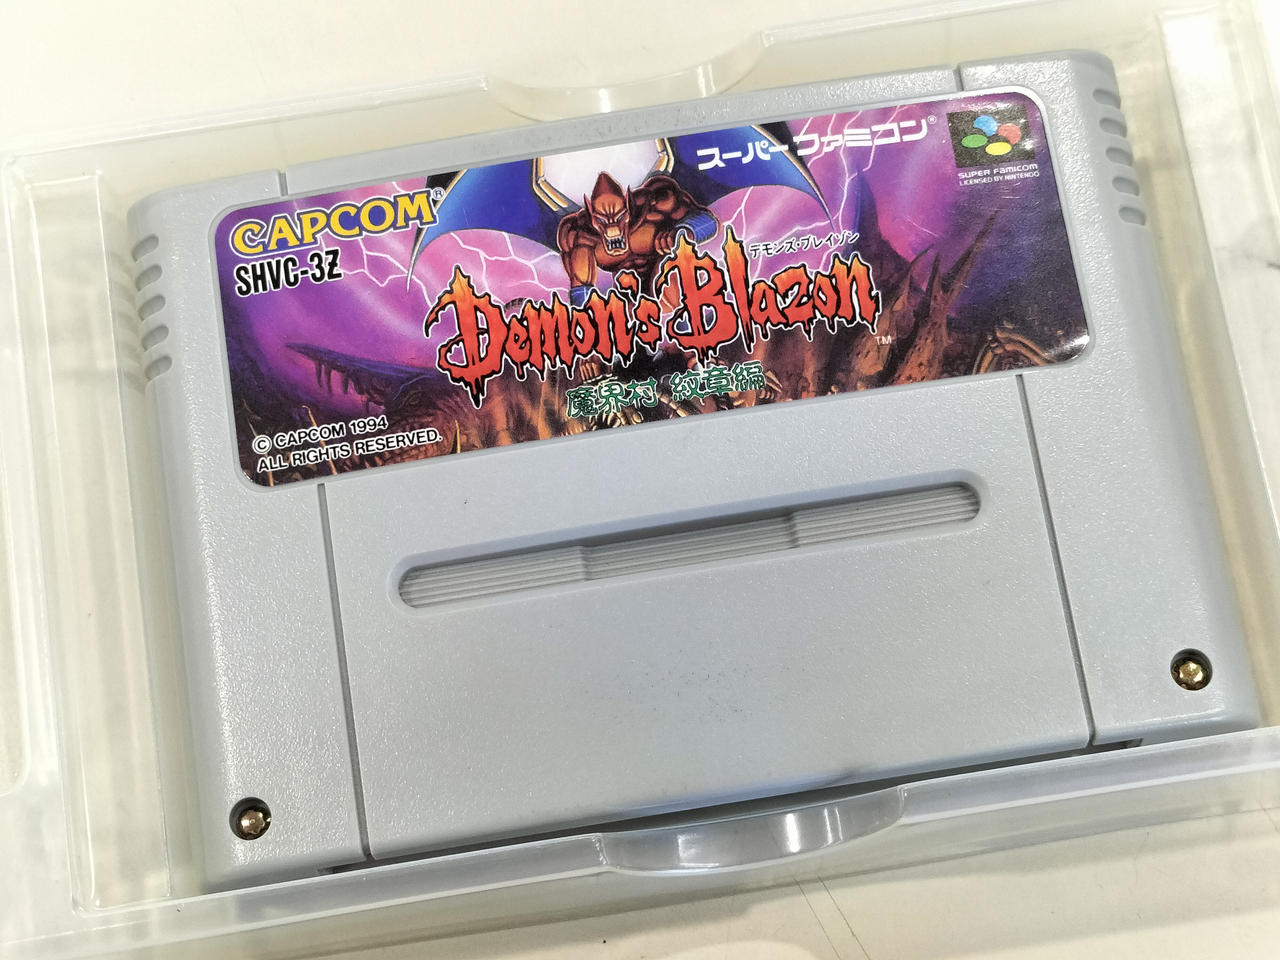 スーパーファミコン®
SUPER FAMICOM
LICENSED BY NINTENDO
CAPCOM®
SHVC-3Z
デモンズ・ブレイゾン
Demon's Blazon™
魔界村 紋章編
© CAPCOM 1994
ALL RIGHTS RESERVED.